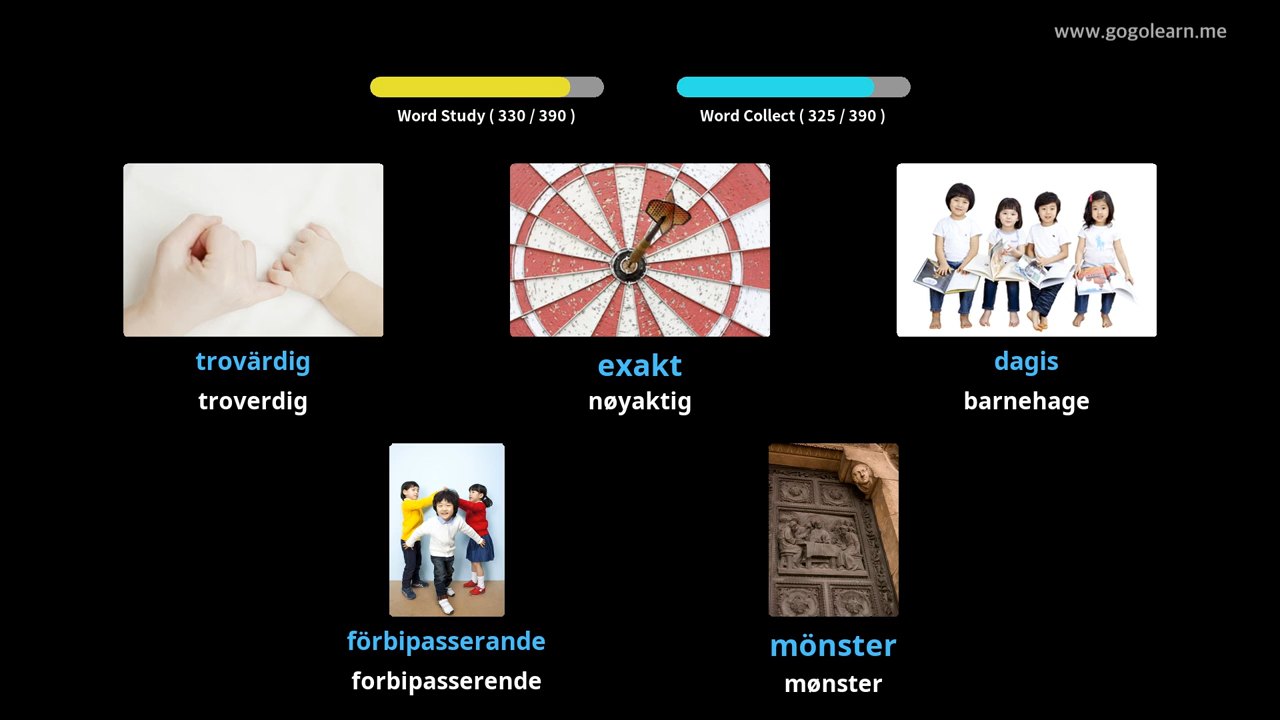 www.gogolearn.me
Word Study ( 330 / 390 )
Word Collect ( 325 / 390 )
trovärdig
troverdig
exakt
nøyaktig
dagis
barnehage
förbipasserande
forbipasserende
mönster
mønster